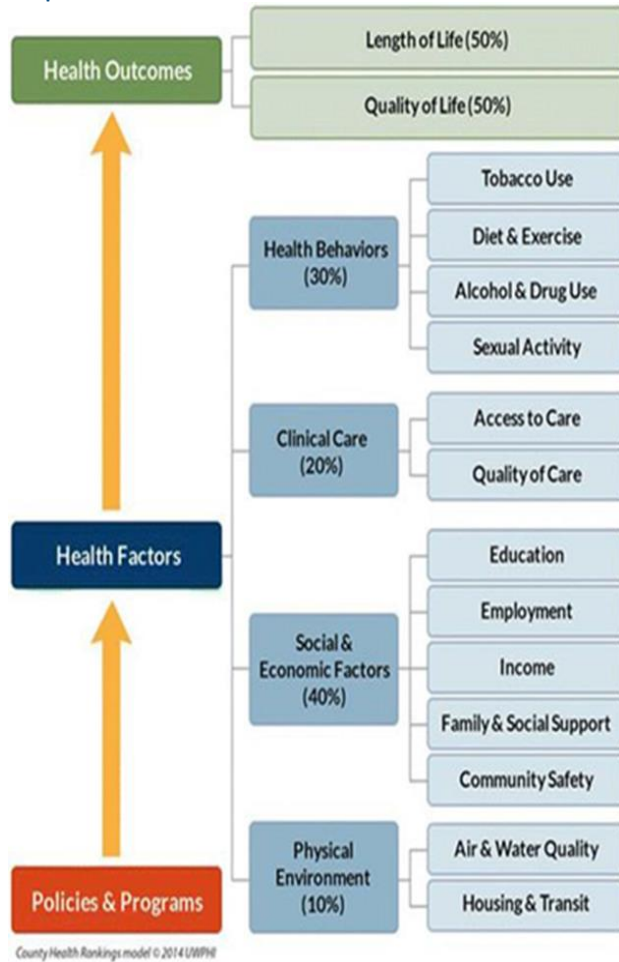 Health Outcomes
Length of Life (50%)
Quality of Life (50%)
Health Behaviors
(30%)
Tobacco Use
Diet & Exercise
Alcohol & Drug Use
Sexual Activity
Clinical Care
(20%)
Access to Care
Quality of Care
Health Factors
Social &
Economic Factors
(40%)
Education
Employment
Income
Family & Social Support
Community Safety
Physical
Environment
(10%)
Air & Water Quality
Housing & Transit
Policies & Programs
County Health Rankings model © 2014 UWPHI